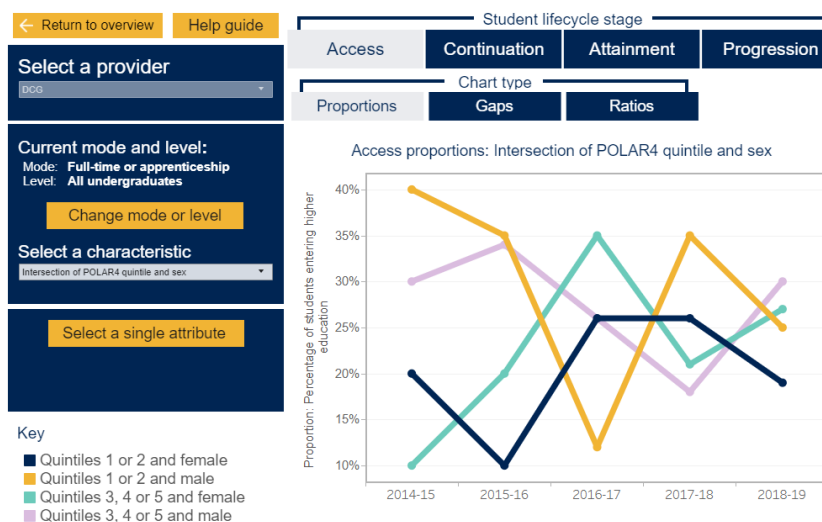 ← Return to overview
Help guide
Student lifecycle stage
Access
Continuation
Attainment
Progression
Select a provider
DCG
Chart type
Proportions
Gaps
Ratios
Current mode and level:
Mode: Full-time or apprenticeship
Level: All undergraduates
Change mode or level
Select a characteristic
Intersection of POLAR4 quintile and sex
Select a single attribute
Key
Quintiles 1 or 2 and female
Quintiles 1 or 2 and male
Quintiles 3, 4 or 5 and female
Quintiles 3, 4 or 5 and male
Access proportions: Intersection of POLAR4 quintile and sex
Proportion: Percentage of students entering higher
education
40%
35%
30%
25%
20%
15%
10%
2014-15
2015-16
2016-17
2017-18
2018-19